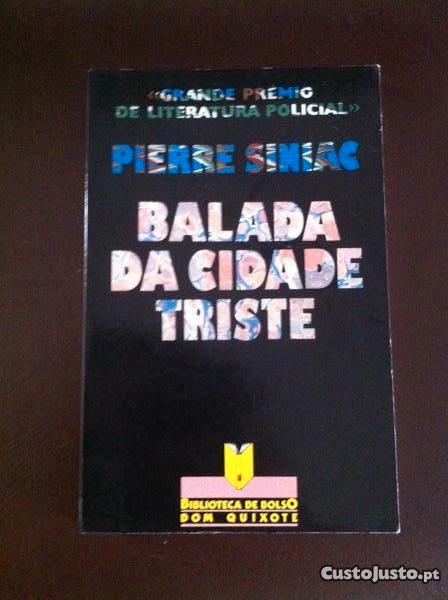 «GRANDE PRÉMIO
DE LITERATURA POLICIAL»
PIERRE SINIAC
BALADA
DA CIDADE
TRISTE
BIBLIOTECA DE BOLSO
DOM QUIXOTE
CustoJusto.pt